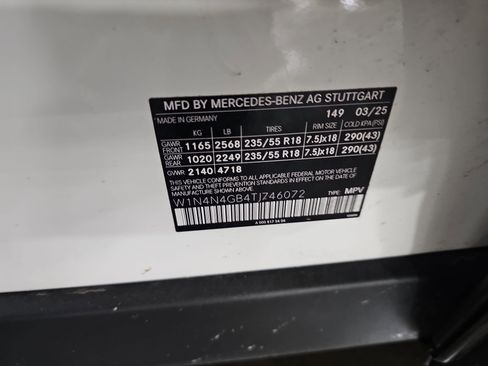 MFD BY MERCEDES-BENZ AG STUTTGART
MADE IN GERMANY 149 03/25
KG LB TIRES RIM SIZE COLD KPA(PSI)
GAWR FRONT 1165 2568 235/55 R18 7.5Jx18 290(43)
GAWR REAR 1020 2249 235/55 R18 7.5Jx18 290(43)
GVWR 2140 4718
THIS VEHICLE CONFORMS TO ALL APPLICABLE FEDERAL MOTOR VEHICLE
SAFETY AND THEFT PREVENTION STANDARDS IN EFFECT ON THE DATE OF
MANUFACTURE SHOWN ABOVE.
W1N4N4GB4TJ746072 TYPE: MPV